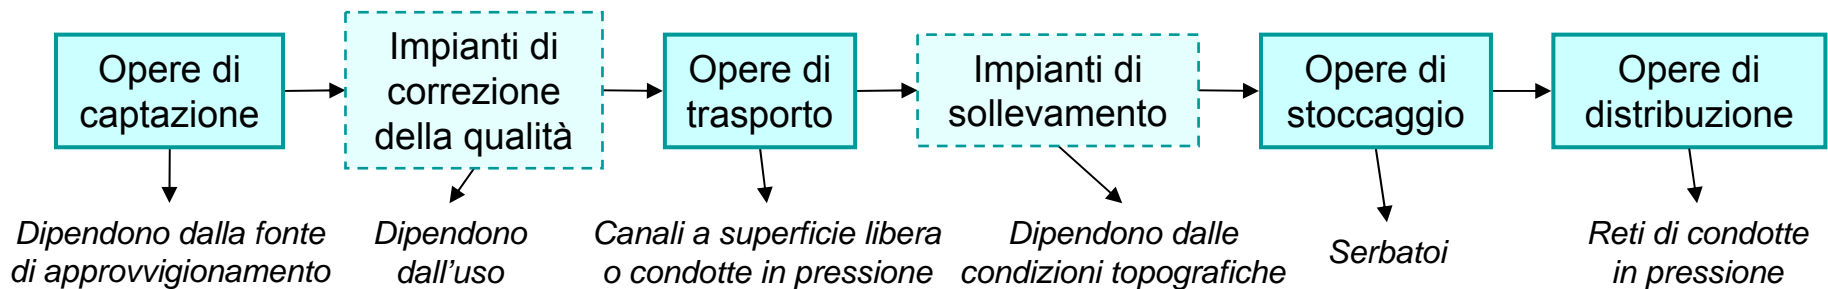 Opere di
captazione
Impianti di
correzione
della qualità
Opere di
trasporto
Impianti di
sollevamento
Opere di
stoccaggio
Opere di
distribuzione
Dipendono dalla fonte
di approvvigionamento
Dipendono
dall’uso
Canali a superficie libera
o condotte in pressione
Dipendono dalle
condizioni topografiche
Serbatoi
Reti di condotte
in pressione